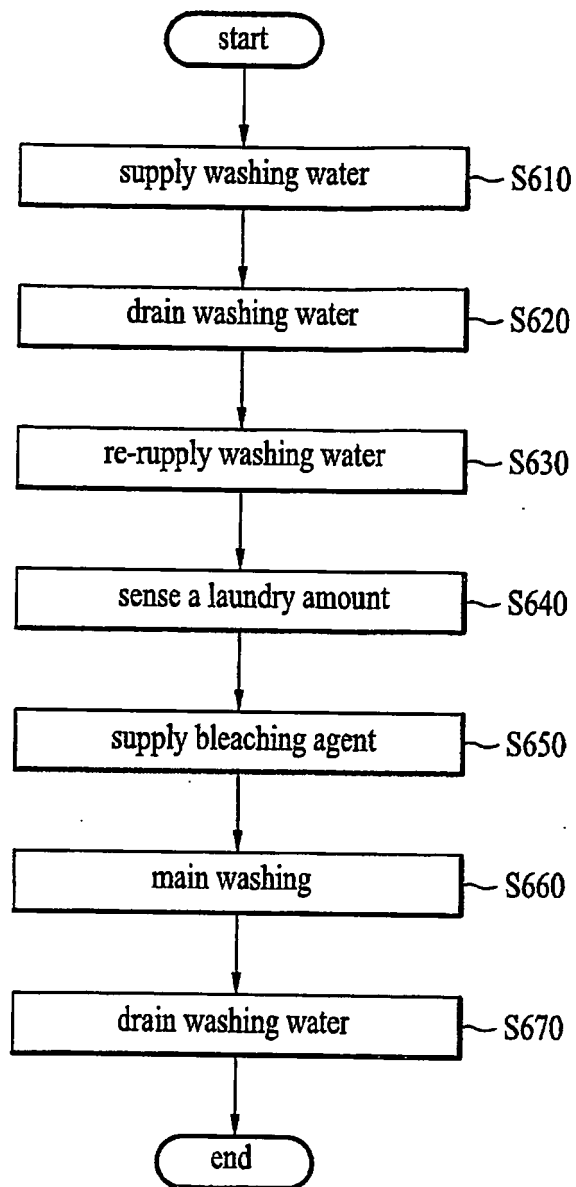 start
supply washing water
S610
drain washing water
S620
re-rupply washing water
S630
sense a laundry amount
S640
supply bleaching agent
S650
main washing
S660
drain washing water
S670
end